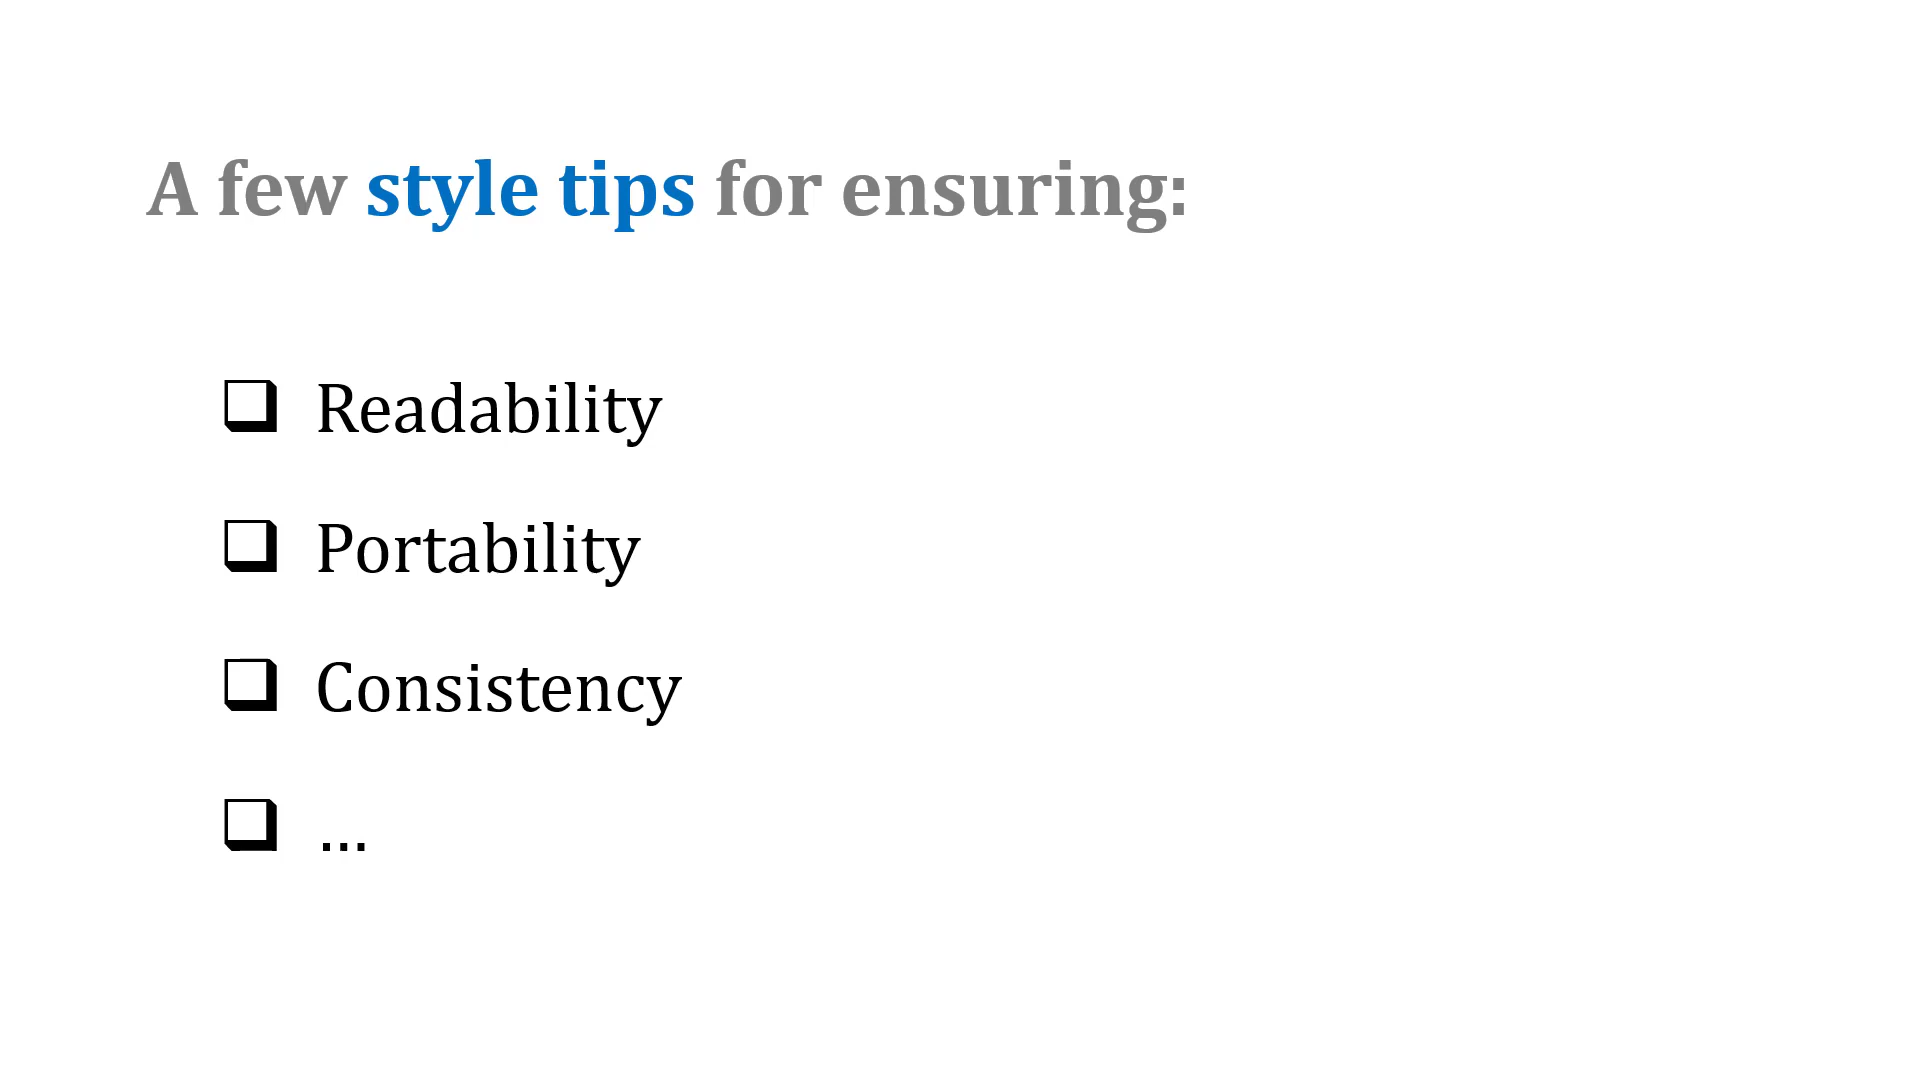 A few style tips for ensuring:
❑ Readability
❑ Portability
❑ Consistency
❑ ...